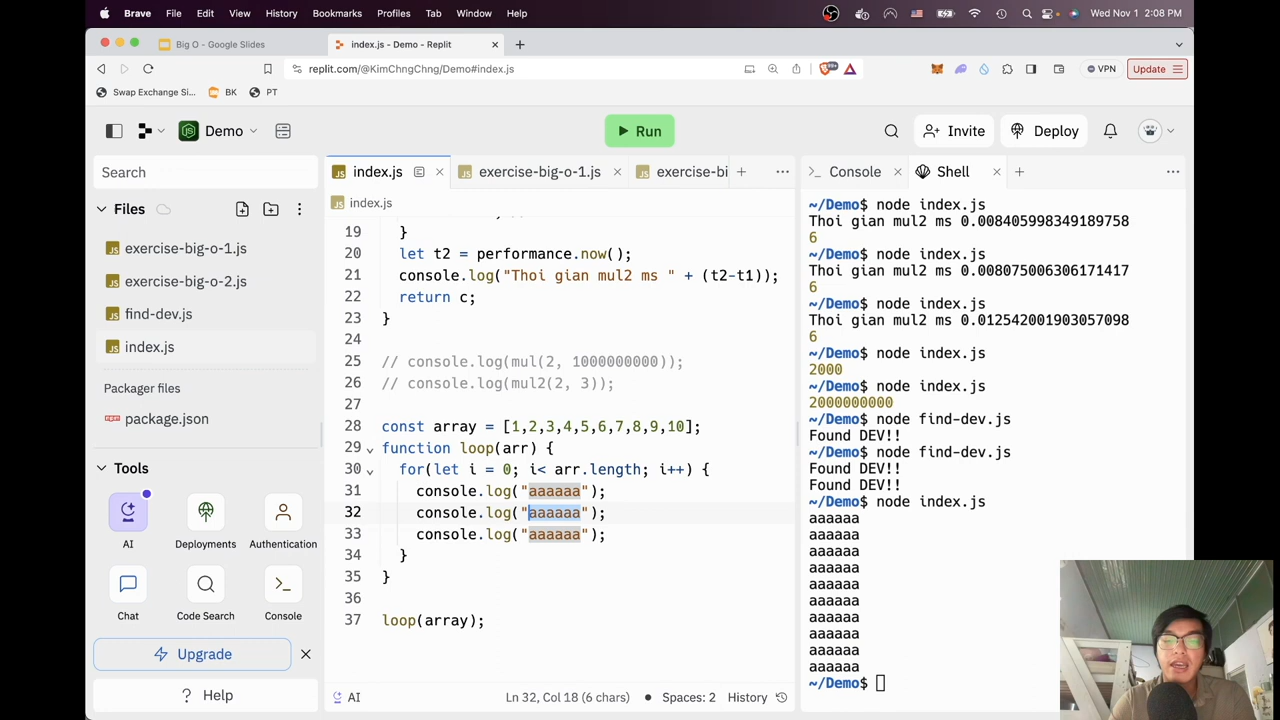 Brave File Edit View History Bookmarks Profiles Tab Window Help Wed Nov 1 2:08 PM
Big O - Google Slides
index.js - Demo - Replit
replit.com/@KimChngChng/Demo#index.js
99+
VPN
Update
Swap Exchange Si...
BK
PT
Demo
Run
Invite
Deploy
Search
Files
exercise-big-o-1.js
exercise-big-o-2.js
find-dev.js
index.js
Packager files
package.json
Tools
AI
Deployments
Authentication
Chat
Code Search
Console
Upgrade
Help
index.js
exercise-big-o-1.js
exercise-bi
index.js
19 }
20 let t2 = performance.now();
21 console.log("Thoi gian mul2 ms " + (t2-t1));
22 return c;
23 }
24
25 // console.log(mul(2, 1000000000));
26 // console.log(mul2(2, 3));
27
28 const array = [1,2,3,4,5,6,7,8,9,10];
29 function loop(arr) {
30 for(let i = 0; i< arr.length; i++) {
31 console.log("aaaaaa");
32 console.log("aaaaaa");
33 console.log("aaaaaa");
34 }
35 }
36
37 loop(array);
AI
Ln 32, Col 18 (6 chars)
Spaces: 2
History
Console
Shell
~/Demo$ node index.js
Thoi gian mul2 ms 0.008405998349189758
6
~/Demo$ node index.js
Thoi gian mul2 ms 0.008075006306171417
6
~/Demo$ node index.js
Thoi gian mul2 ms 0.012542001903057098
6
~/Demo$ node index.js
2000
~/Demo$ node index.js
2000000000
~/Demo$ node find-dev.js
Found DEV!!
~/Demo$ node find-dev.js
Found DEV!!
Found DEV!!
~/Demo$ node index.js
aaaaaa
aaaaaa
aaaaaa
aaaaaa
aaaaaa
aaaaaa
aaaaaa
aaaaaa
aaaaaa
aaaaaa
~/Demo$